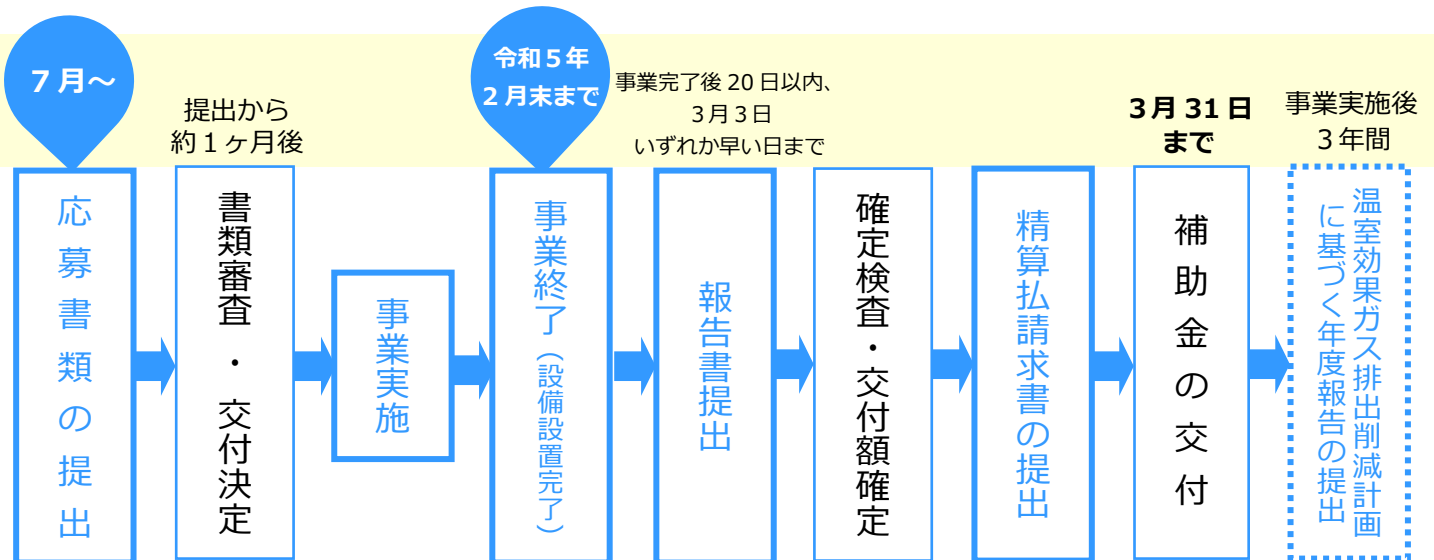 7月～
提出から
約1ヶ月後
令和5年
2月末まで
事業完了後 20 日以内、
3月3日
いずれか早い日まで
3月 31 日
まで
事業実施後
3年間
応募書類の提出
書類審査・交付決定
事業実施
事業終了（設備設置完了）
報告書提出
確定検査・交付額確定
精算払請求書の提出
補助金の交付
温室効果ガス排出削減計画
に基づく年度報告の提出